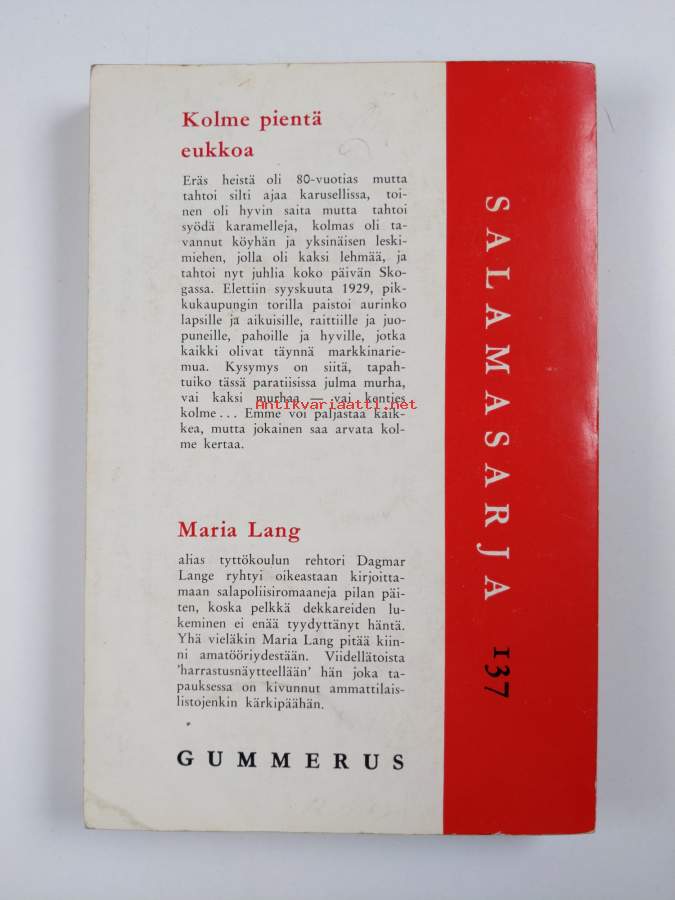 Kolme pientä
eukkoa
Eräs heistä oli 80-vuotias mutta
tahtoi silti ajaa karusellissa, toi-
nen oli hyvin saita mutta tahtoi
syödä karamelleja, kolmas oli ta-
vannut köyhän ja yksinäisen leski-
miehen, jolla oli kaksi lehmää, ja
tahtoi nyt juhlia koko päivän Sko-
gassa. Elettiin syyskuuta 1929, pik-
kukaupungin torilla paistoi aurinko
lapsille ja aikuisille, raittiille ja juo-
puneille, pahoille ja hyville, jotka
kaikki olivat täynnä markkinarie-
mua. Kysymys on siitä, tapah-
tuiko tässä paratiisissa julma murha,
vai kaksi murhaa — vai kenties
Antikvariaatti.net
kolme... Emme voi paljastaa kaik-
kea, mutta jokainen saa arvata kol-
me kertaa.
Maria Lang
alias tyttökoulun rehtori Dagmar
Lange ryhtyi oikeastaan kirjoitta-
maan salapoliisiromaaneja pilan päi-
ten, koska pelkkä dekkareiden lu-
keminen ei enää tyydyttänyt häntä.
Yhä vieläkin Maria Lang pitää kiin-
ni amatööriydestään. Viidellätoista
'harrastusnäytteellään' hän joka ta-
pauksessa on kivunnut ammattilais-
listojenkin kärkipäähän.
GUMMERUS
SALAMASARJA 137